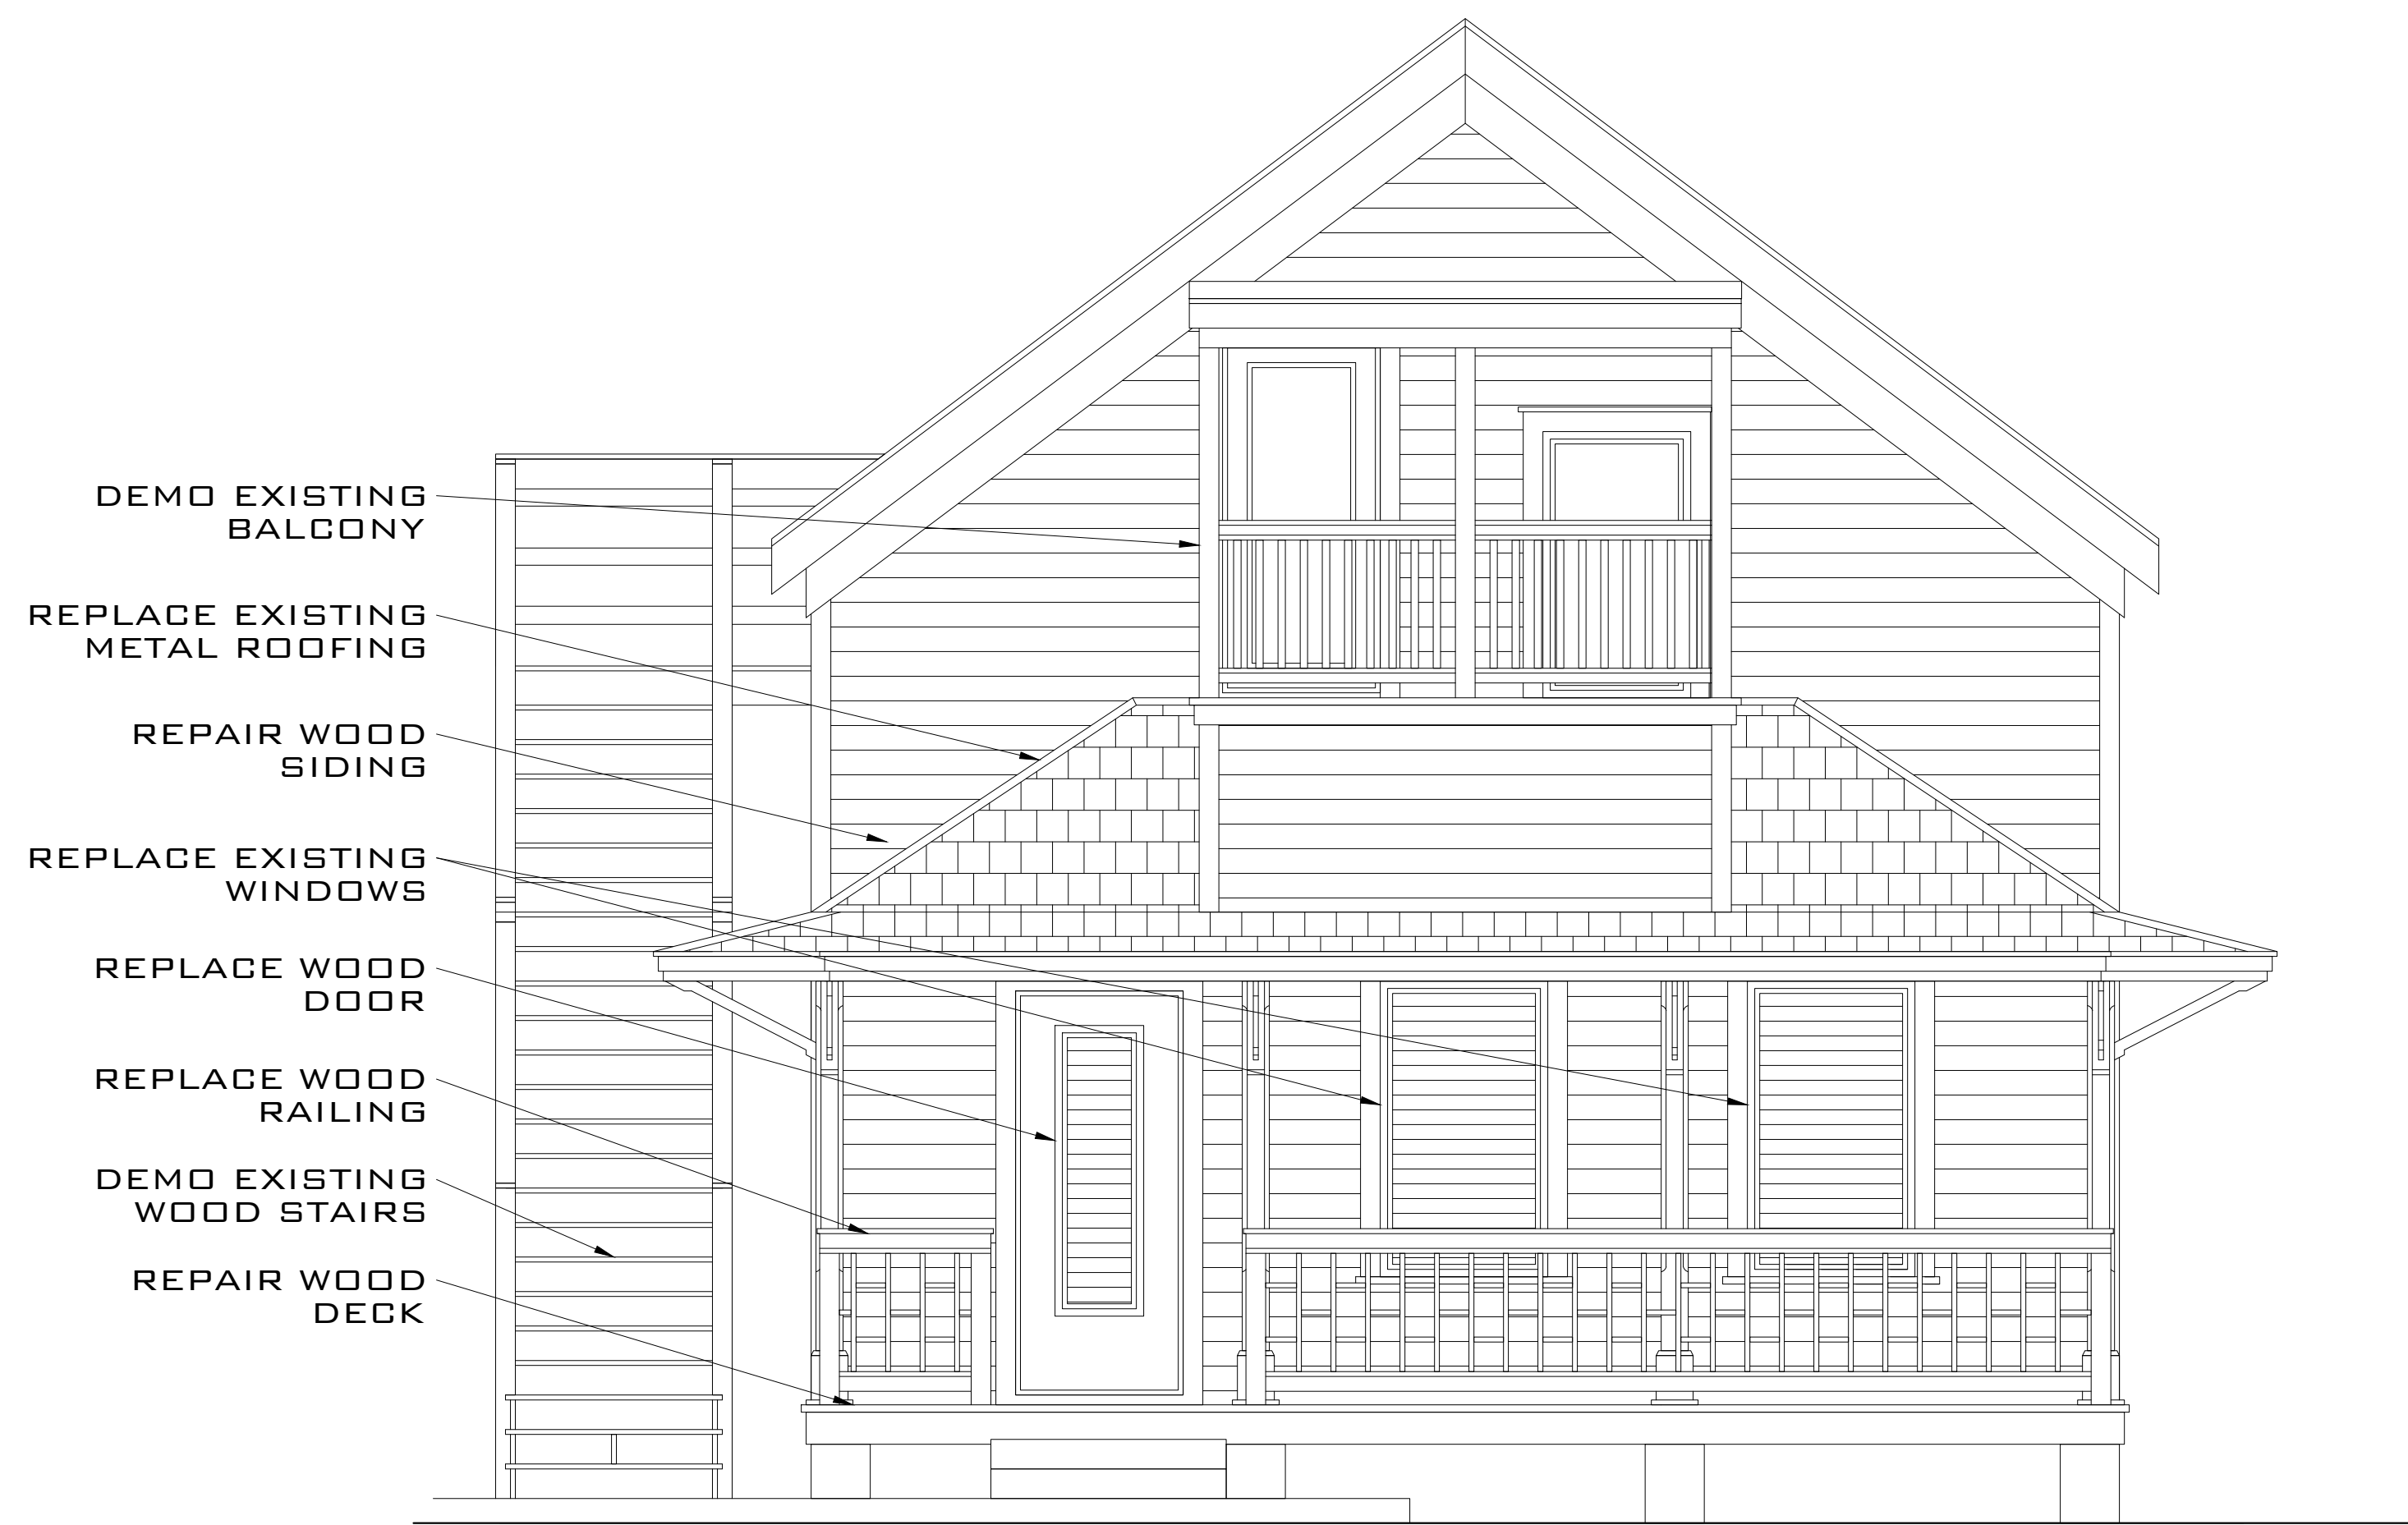 DEMO EXISTING
BALCONY
REPLACE EXISTING
METAL ROOFING
REPAIR WOOD
SIDING
REPLACE EXISTING
WINDOWS
REPLACE WOOD
DOOR
REPLACE WOOD
RAILING
DEMO EXISTING
WOOD STAIRS
REPAIR WOOD
DECK